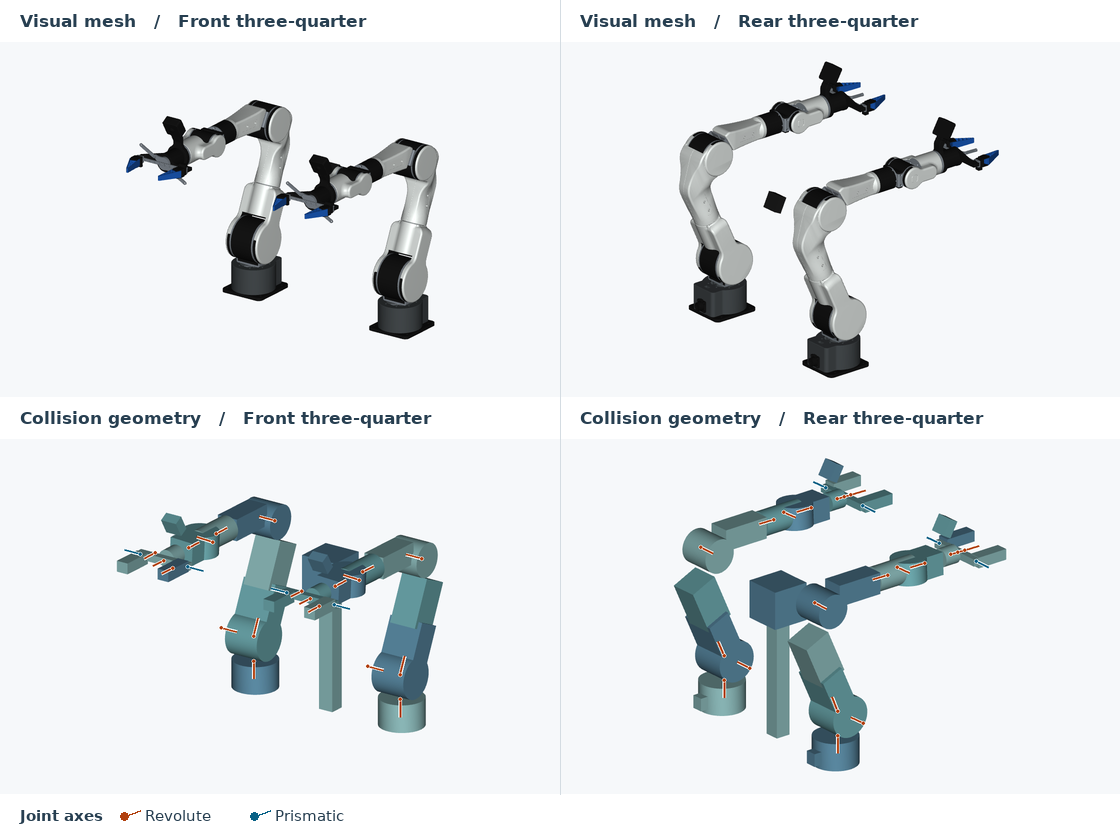 Visual mesh / Front three-quarter
Visual mesh / Rear three-quarter
Collision geometry / Front three-quarter
Collision geometry / Rear three-quarter
Joint axes Revolute Prismatic